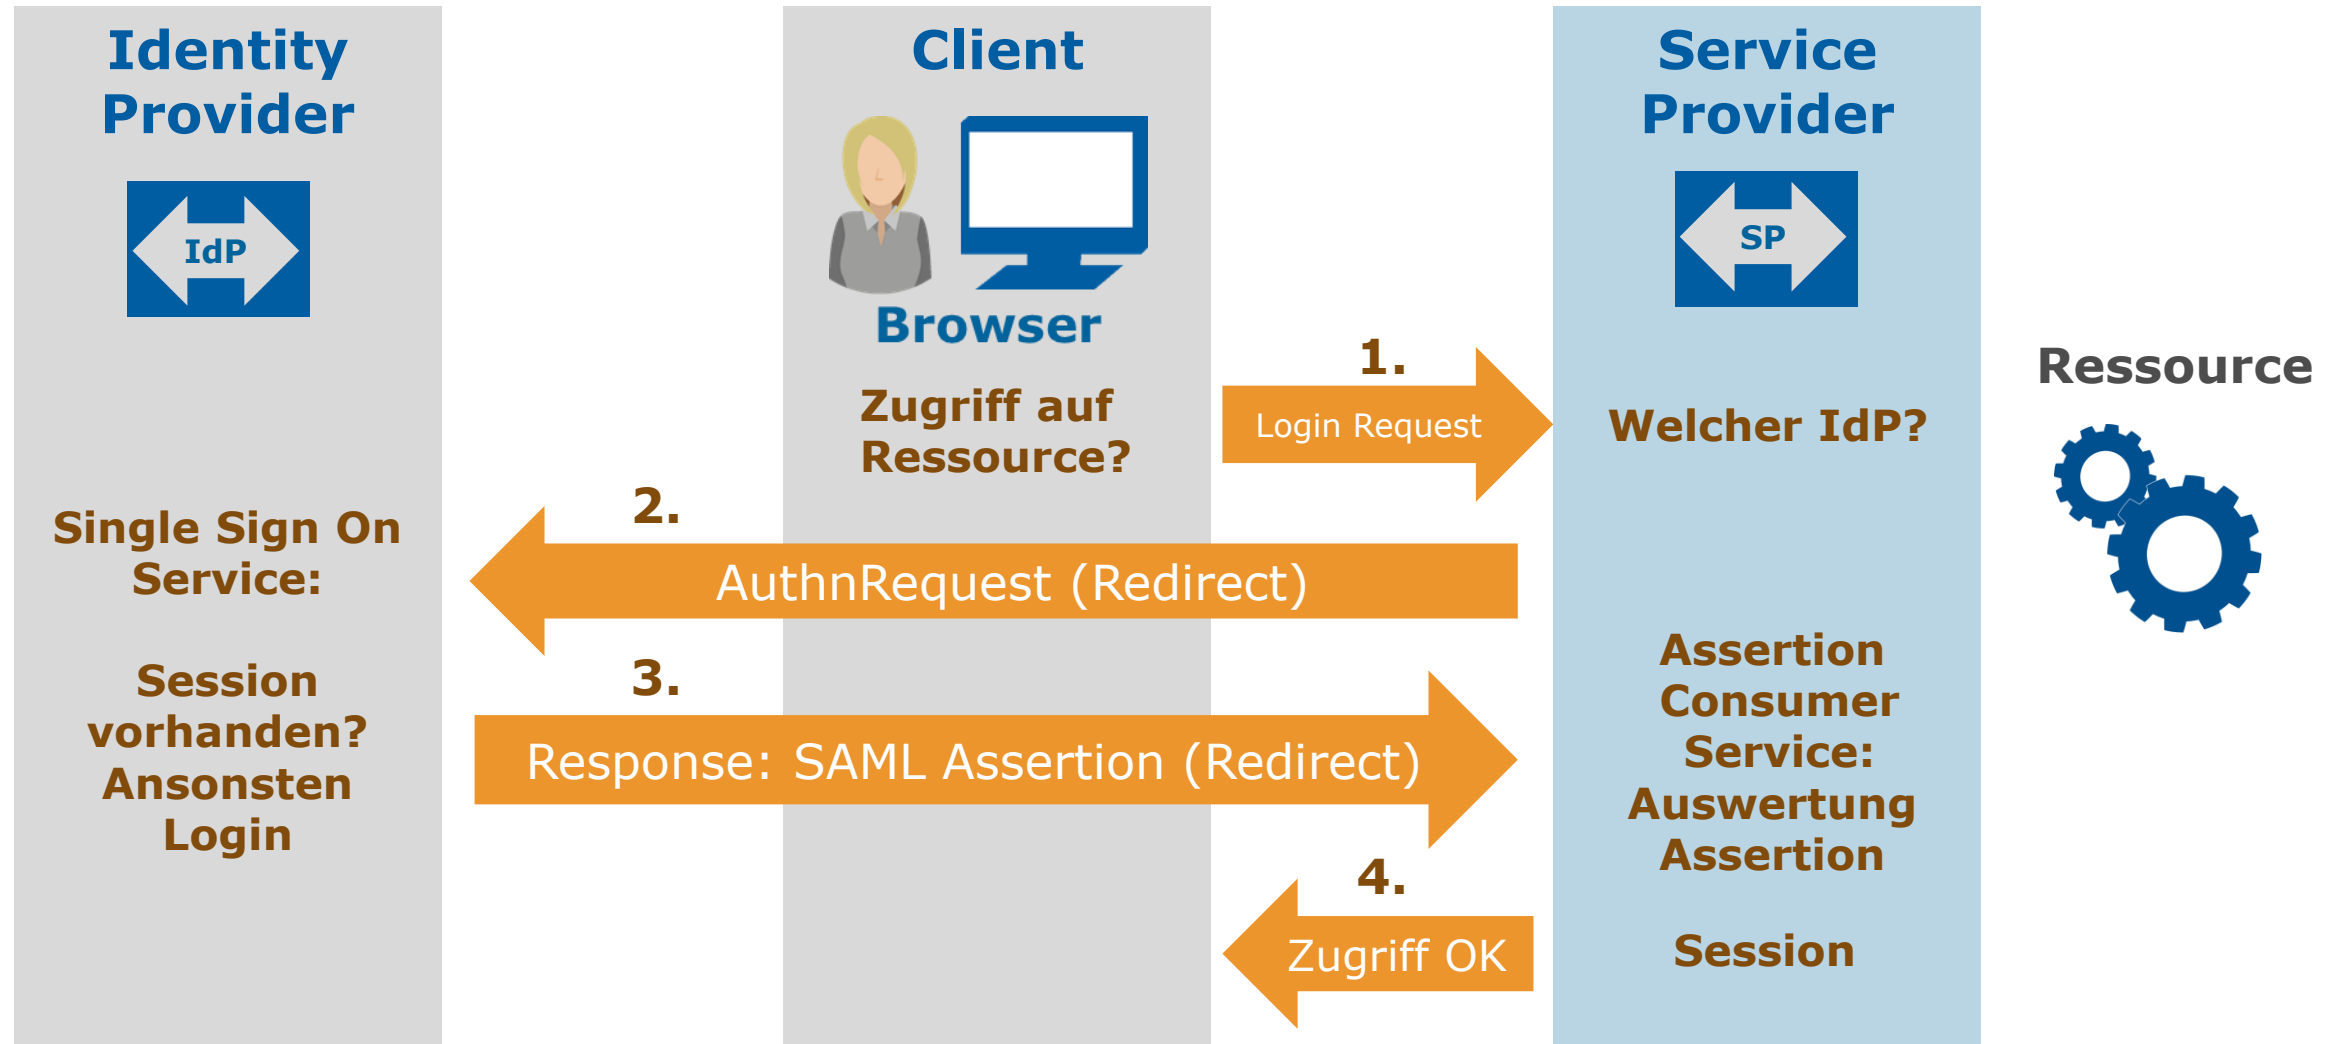 Identity
Provider
IdP
Single Sign On
Service:
Session
vorhanden?
Ansonsten
Login
Client
Browser
Zugriff auf
Ressource?
1.
Login Request
2.
AuthnRequest (Redirect)
3.
Response: SAML Assertion (Redirect)
4.
Zugriff OK
Service
Provider
SP
Welcher IdP?
Assertion
Consumer
Service:
Auswertung
Assertion
Session
Ressource